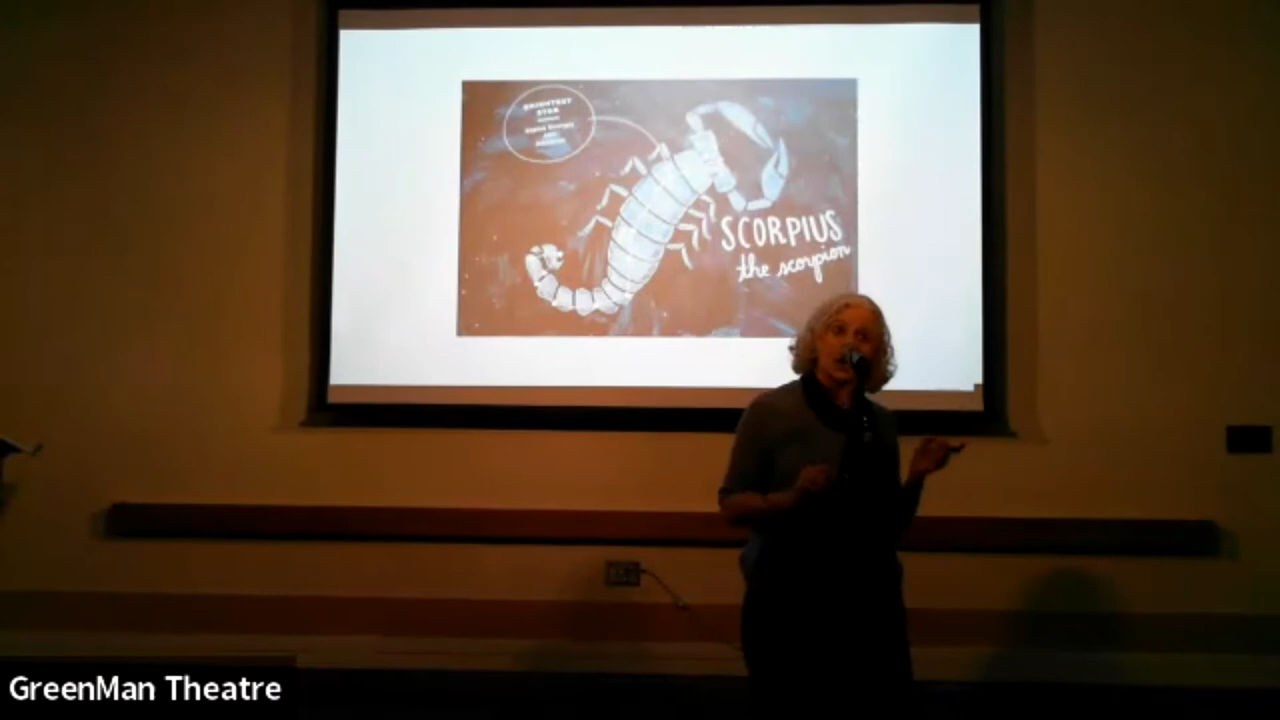 BRIGHTEST
STAR
SCORPIUS
the scorpion
GreenMan Theatre